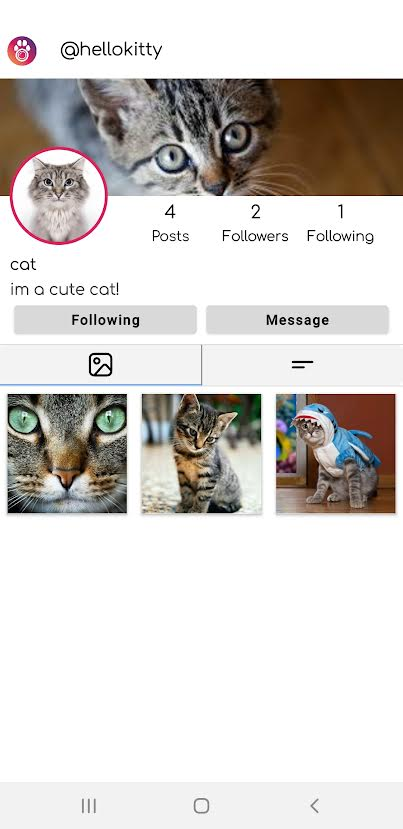 @hellokitty
4 2 1
Posts Followers Following
cat
im a cute cat!
Following Message